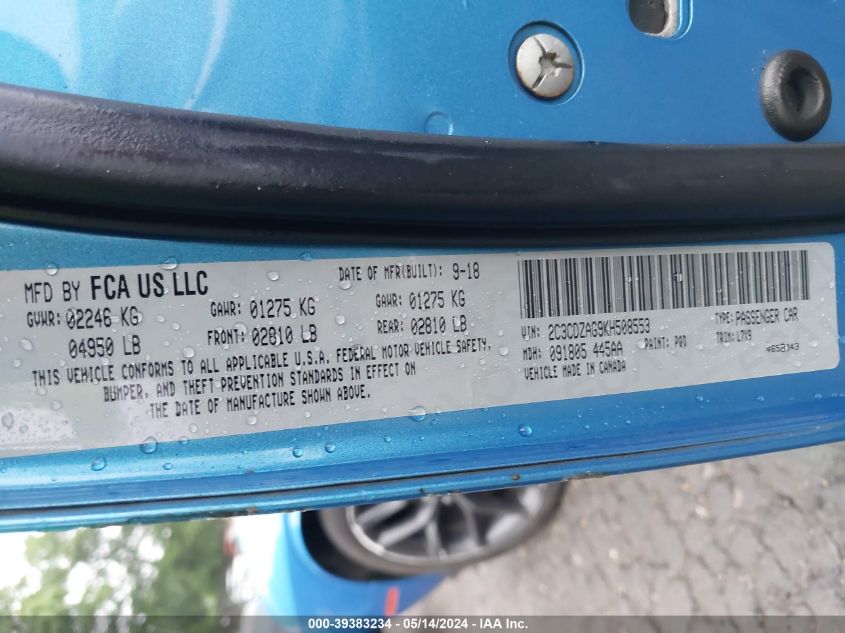 MFD BY FCA US LLC
DATE OF MFR(BUILT): 9-18
GVWR: 02246 KG
04950 LB
GAWR: 01275 KG
FRONT: 02810 LB
GAWR: 01275 KG
REAR: 02810 LB
THIS VEHICLE CONFORMS TO ALL APPLICABLE U.S.A. FEDERAL MOTOR VEHICLE SAFETY,
BUMPER, AND THEFT PREVENTION STANDARDS IN EFFECT ON
THE DATE OF MANUFACTURE SHOWN ABOVE.
VIN: 2C3CDZAG9KH508553
TYPE: PASSENGER CAR
MDH: 091805 445AA
PAINT: PQD
TRIM: L7X9
VEHICLE MADE IN CANADA
4658343
000-39383234 - 05/14/2024 - IAA Inc.